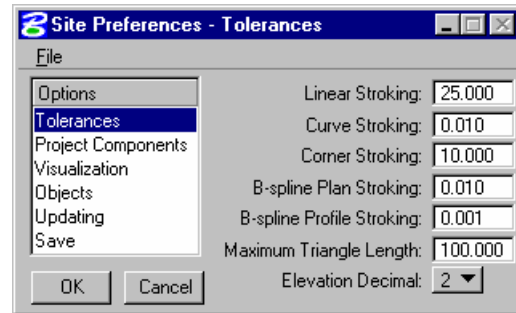 Site Preferences - Tolerances
File
Options
Tolerances
Project Components
Visualization
Objects
Updating
Save
Linear Stroking: 25.000
Curve Stroking: 0.010
Corner Stroking: 10.000
B-spline Plan Stroking: 0.010
B-spline Profile Stroking: 0.001
Maximum Triangle Length: 100.000
Elevation Decimal: 2
OK Cancel